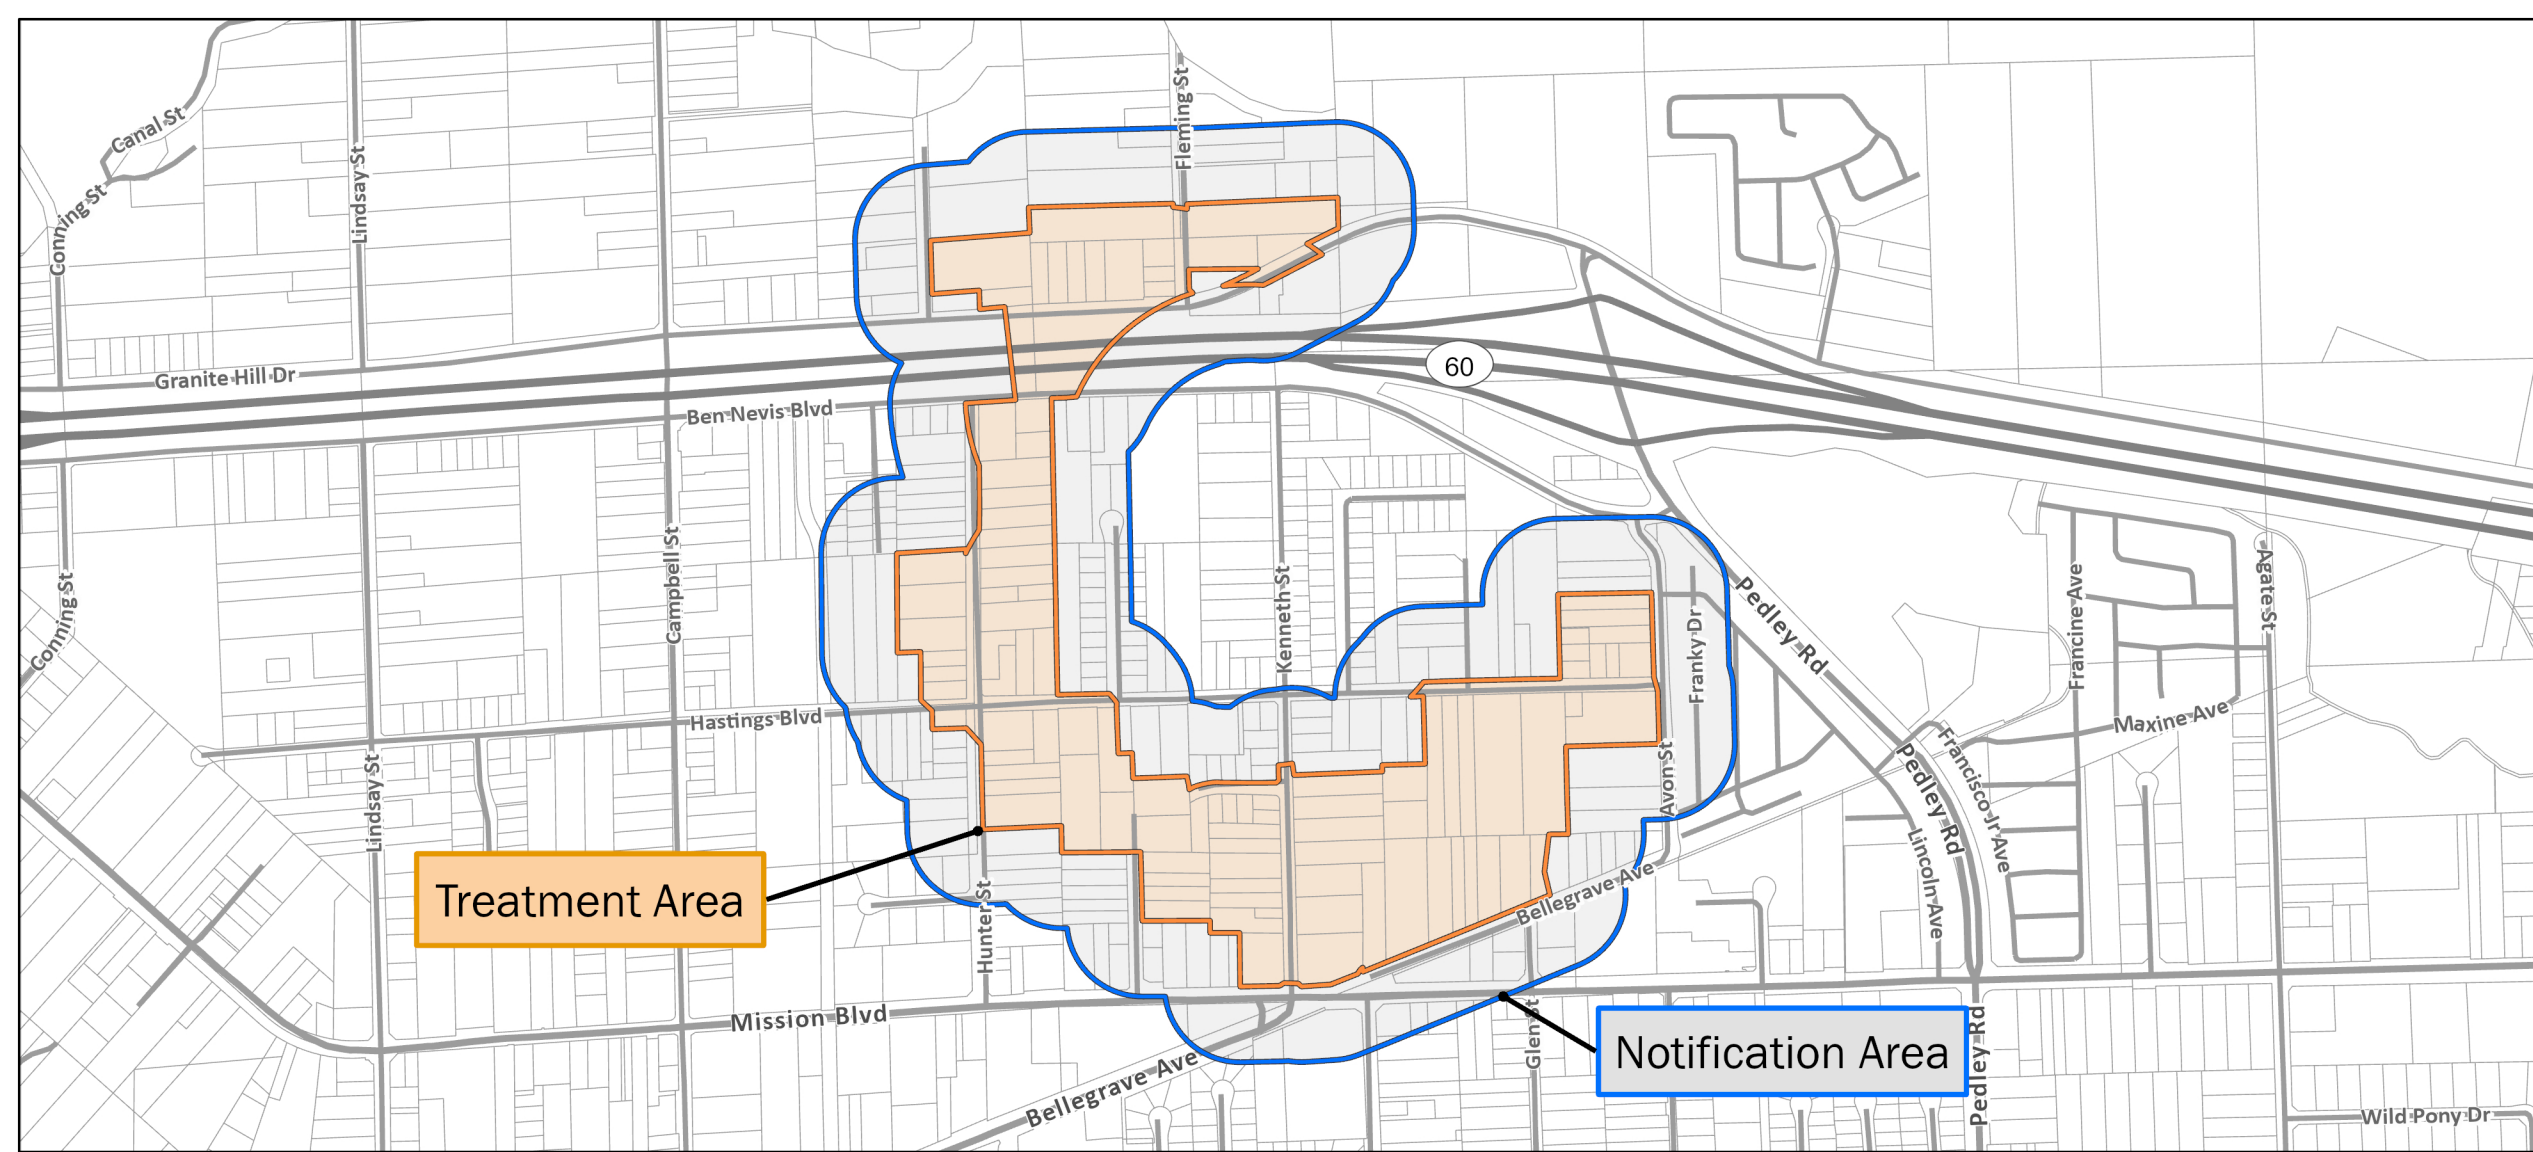 Canal St
Conning St
Lindsay St
Fleming St
Granite Hill Dr
60
Ben Nevis Blvd
Conning St
Campbell St
Kenneth St
Franky Dr
Pedley Rd
Francine Ave
Agate St
Maxine Ave
Hastings Blvd
Lindsay St
Avon St
Pedley Rd
Francisco Jr Ave
Lincoln Ave
Treatment Area
Hunter St
Bellegrave Ave
Mission Blvd
Glen St
Notification Area
Pedley Rd
Bellegrave Ave
Wild Pony Dr